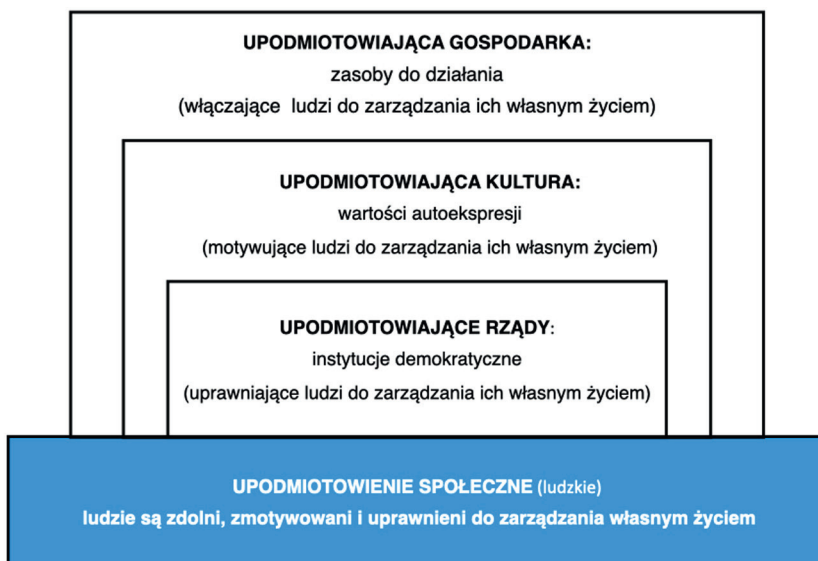 UPODMIOTOWIAJĄCA GOSPODARKA:
zasoby do działania
(włączające ludzi do zarządzania ich własnym życiem)
UPODMIOTOWIAJĄCA KULTURA:
wartości autoekspresji
(motywujące ludzi do zarządzania ich własnym życiem)
UPODMIOTOWIAJĄCE RZĄDY:
instytucje demokratyczne
(uprawniające ludzi do zarządzania ich własnym życiem)
UPODMIOTOWIENIE SPOŁECZNE (ludzkie)
ludzie są zdolni, zmotywowani i uprawnieni do zarządzania własnym życiem